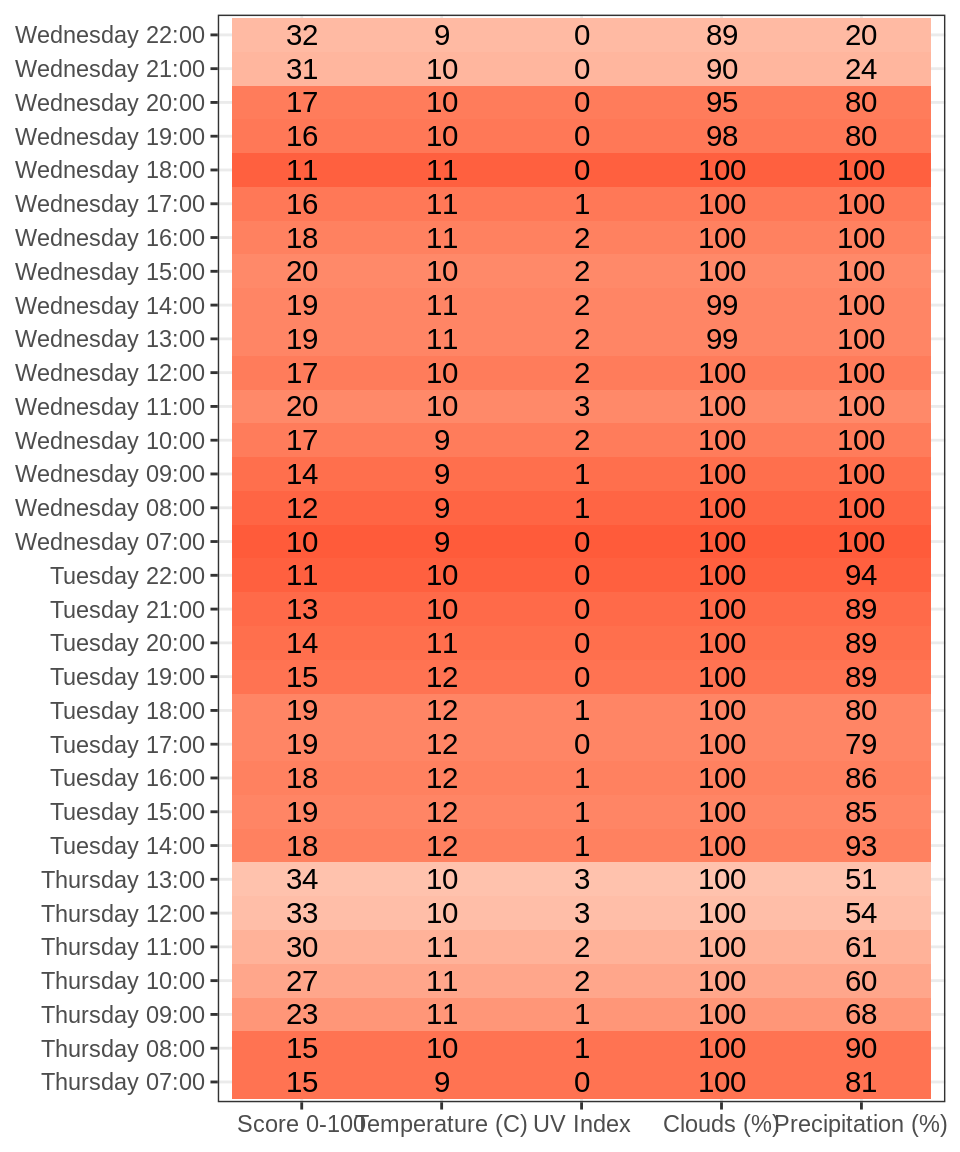 Wednesday 22:00 32 9 0 89 20
Wednesday 21:00 31 10 0 90 24
Wednesday 20:00 17 10 0 95 80
Wednesday 19:00 16 10 0 98 80
Wednesday 18:00 11 11 0 100 100
Wednesday 17:00 16 11 1 100 100
Wednesday 16:00 18 11 2 100 100
Wednesday 15:00 20 10 2 100 100
Wednesday 14:00 19 11 2 99 100
Wednesday 13:00 19 11 2 99 100
Wednesday 12:00 17 10 2 100 100
Wednesday 11:00 20 10 3 100 100
Wednesday 10:00 17 9 2 100 100
Wednesday 09:00 14 9 1 100 100
Wednesday 08:00 12 9 1 100 100
Wednesday 07:00 10 9 0 100 100
Tuesday 22:00 11 10 0 100 94
Tuesday 21:00 13 10 0 100 89
Tuesday 20:00 14 11 0 100 89
Tuesday 19:00 15 12 0 100 89
Tuesday 18:00 19 12 1 100 80
Tuesday 17:00 19 12 0 100 79
Tuesday 16:00 18 12 1 100 86
Tuesday 15:00 19 12 1 100 85
Tuesday 14:00 18 12 1 100 93
Thursday 13:00 34 10 3 100 51
Thursday 12:00 33 10 3 100 54
Thursday 11:00 30 11 2 100 61
Thursday 10:00 27 11 2 100 60
Thursday 09:00 23 11 1 100 68
Thursday 08:00 15 10 1 100 90
Thursday 07:00 15 9 0 100 81
Score 0-100 Temperature (C) UV Index Clouds (%) Precipitation (%)